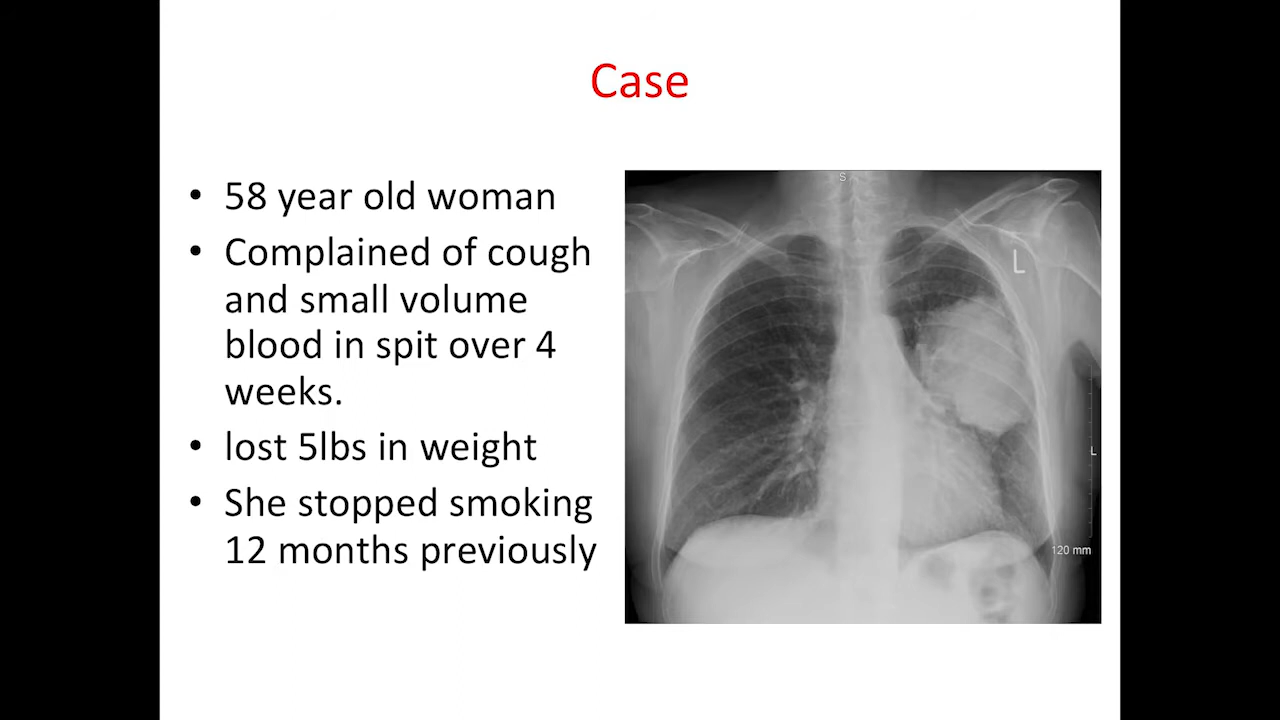 Case
• 58 year old woman
• Complained of cough
and small volume
blood in spit over 4
weeks.
• lost 5lbs in weight
• She stopped smoking
12 months previously
S
L
L
120 mm